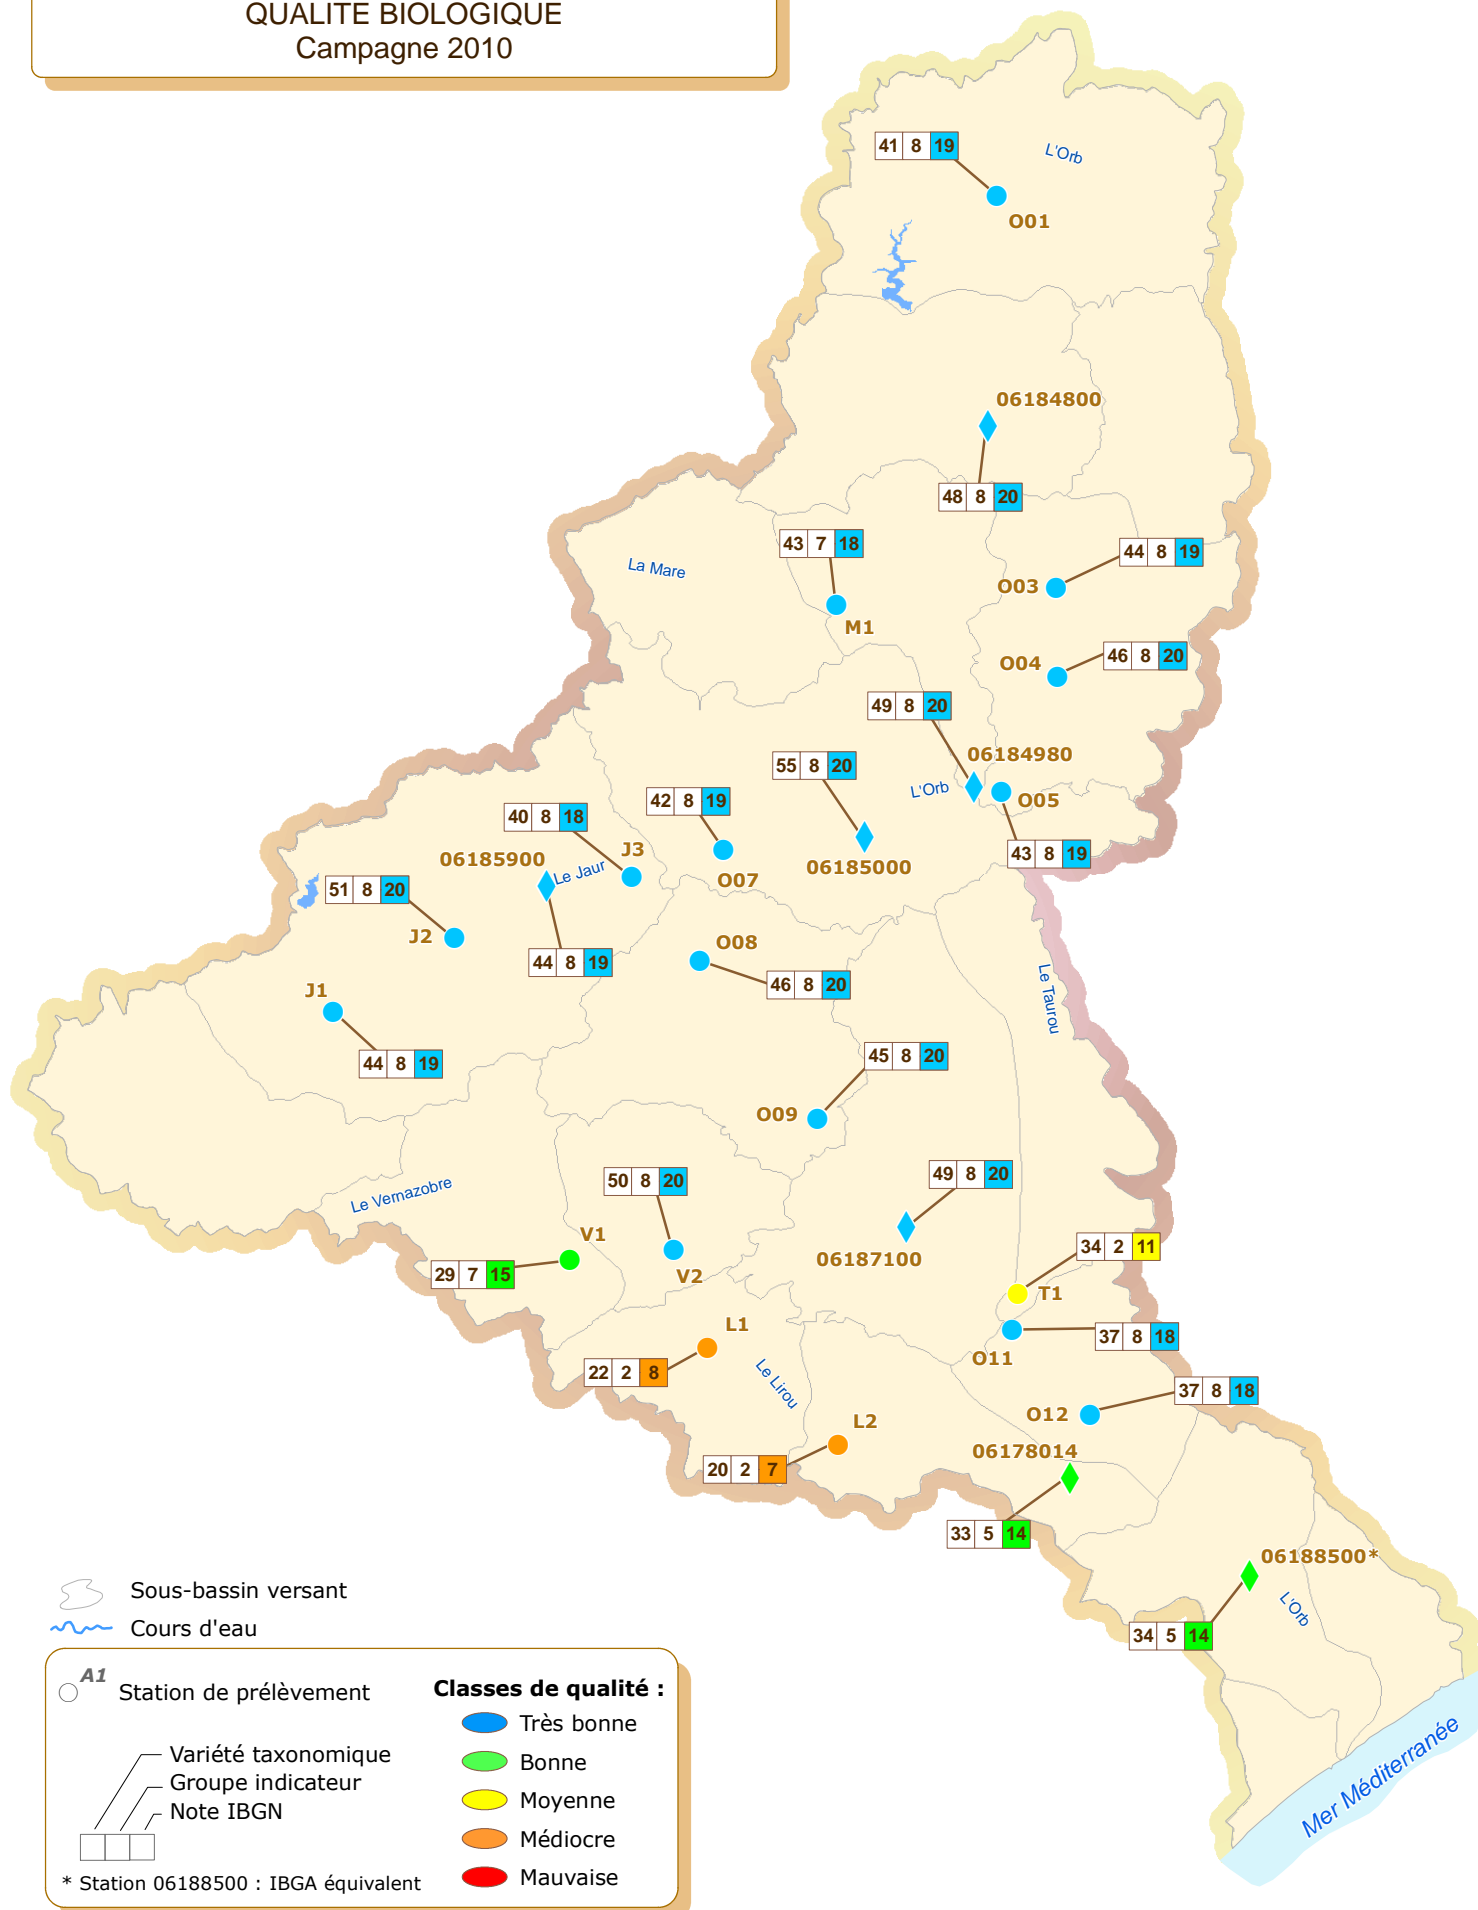 QUALITE BIOLOGIQUE
Campagne 2010
41 8 19
L'Orb
O01
06184800
48 8 20
43 7 18
44 8 19
La Mare
O03
M1
O04
46 8 20
49 8 20
06184980
55 8 20
L'Orb
O05
42 8 19
40 8 18
J3
43 8 19
06185900
Le Jaur
O07
06185000
51 8 20
J2
O08
44 8 19
46 8 20
Le Taurou
J1
44 8 19
45 8 20
O09
49 8 20
50 8 20
Le Vernazobre
V1
34 2 11
06187100
29 7 15
V2
T1
L1
37 8 18
O11
22 2 8
Le Lirou
37 8 18
O12
L2
06178014
20 2 7
33 5 14
06188500*
L'Orb
34 5 14
Sous-bassin versant
Cours d'eau
A1
Station de prélèvement
Variété taxonomique
Groupe indicateur
Note IBGN
* Station 06188500 : IBGA équivalent
Classes de qualité :
Très bonne
Bonne
Moyenne
Médiocre
Mauvaise
Mer Méditerranée